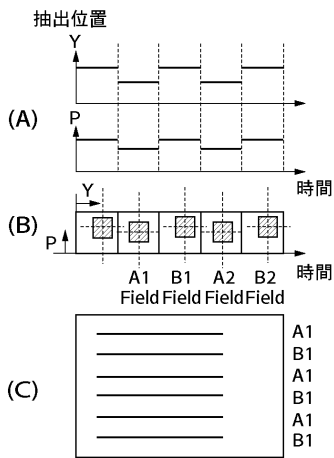 抽出位置
Y
(A)
P
時間
Y
(B)
P
時間
A1 B1 A2 B2
Field Field Field Field
(C)
A1
B1
A1
B1
A1
B1